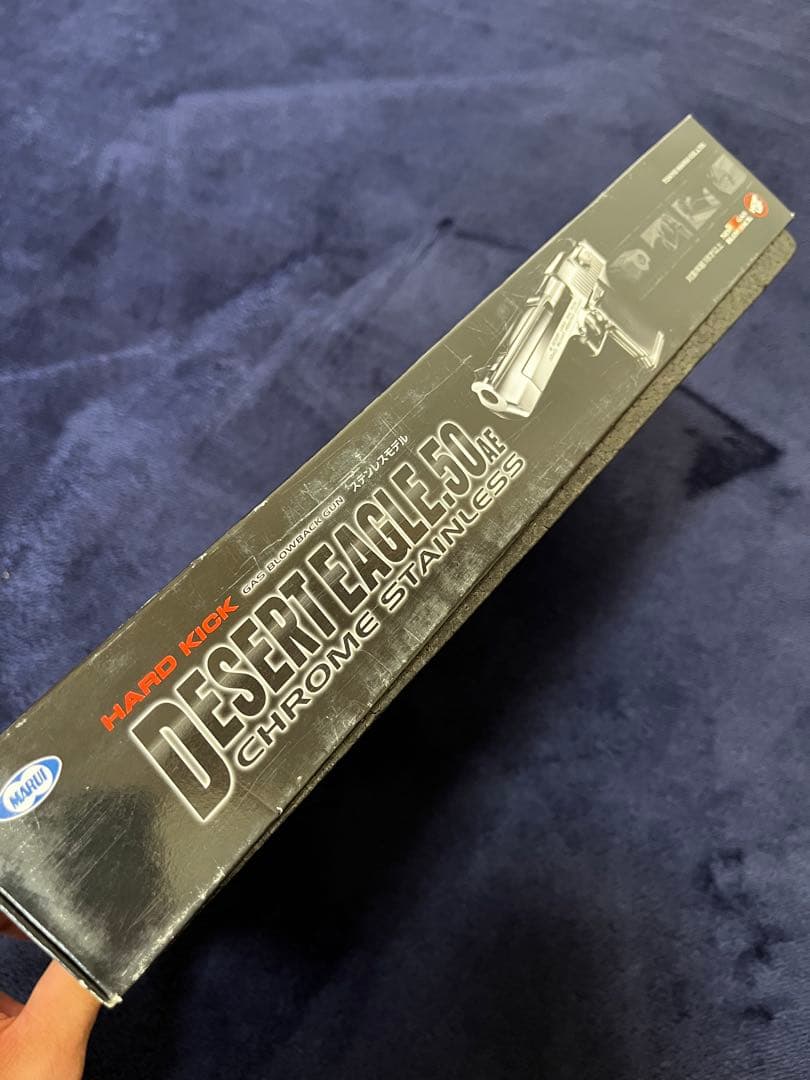 MARUI
HARD KICK GAS BLOWBACK GUN ステンレスモデル
DESERT EAGLE.50AE
CHROME STAINLESS